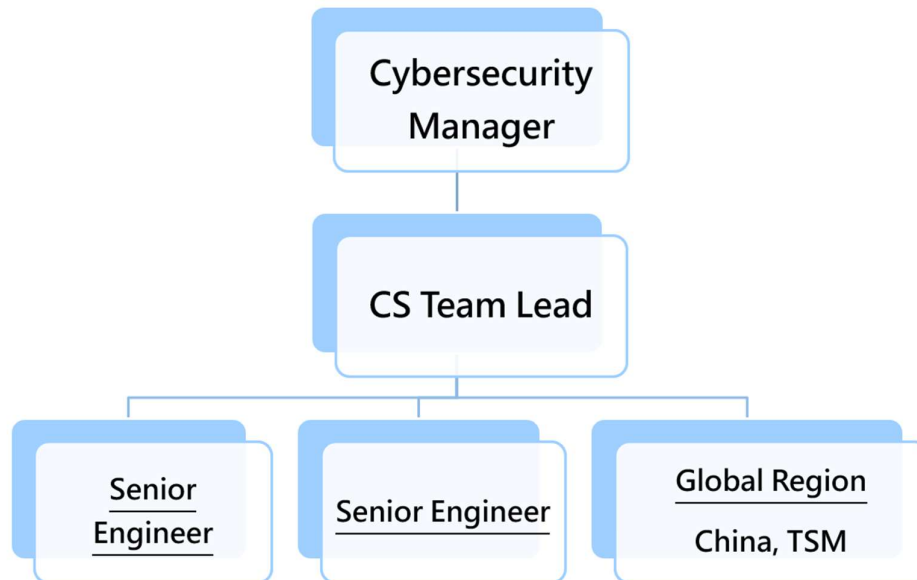 Cybersecurity
Manager
CS Team Lead
Senior
Engineer
Senior Engineer
Global Region
China, TSM